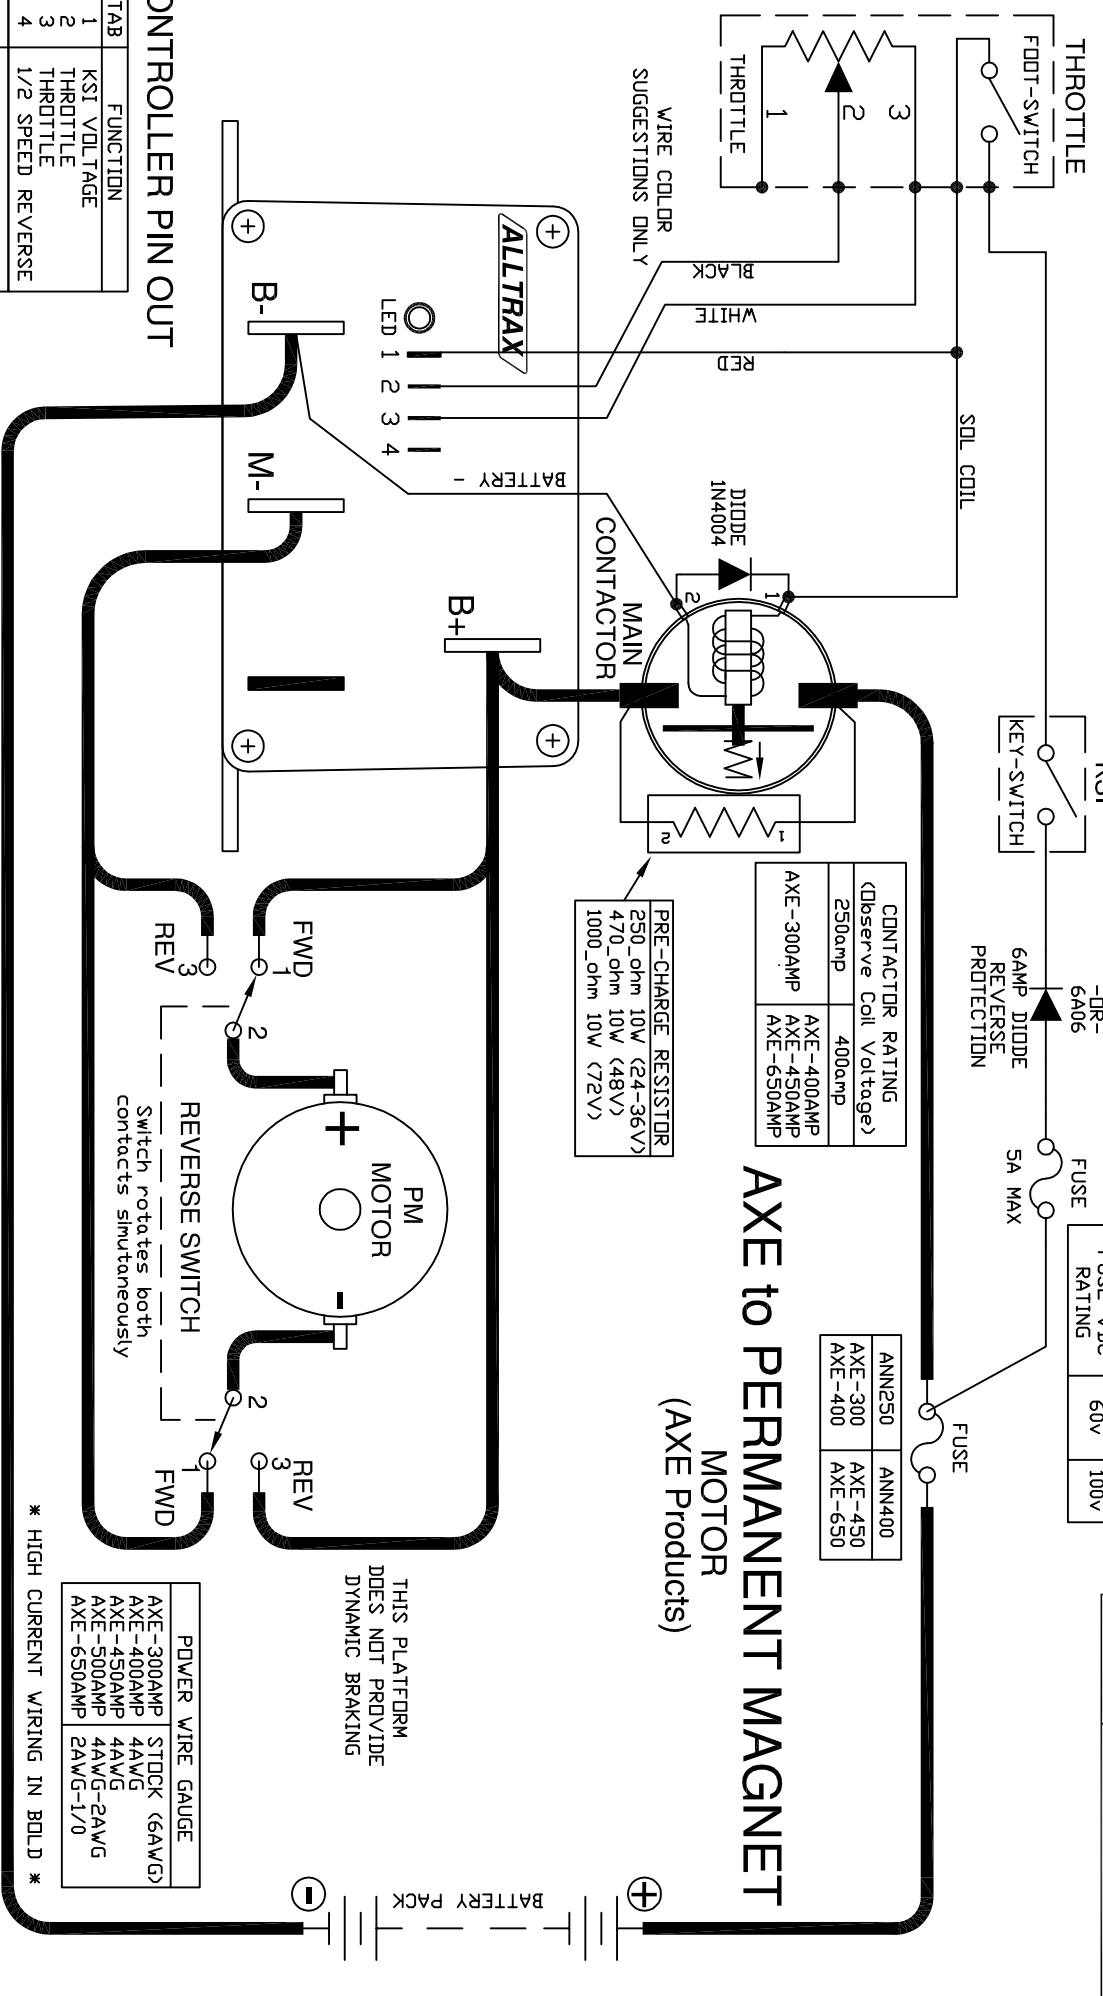 THROTTLE
FOOT-SWITCH
3
2
1
THROTTLE
WIRE COLOR
SUGGESTIONS ONLY
BLACK
WHITE
RED
SOL COIL
KEY-SWITCH
-OR-
6A06
6AMP DIODE
REVERSE
PROTECTION
FUSE
5A MAX
RATING
60v
100v
FUSE
ANN250
ANN400
AXE-300
AXE-450
AXE-400
AXE-650
CONTACTOR RATING
(Observe Coil Voltage)
250amp
400amp
AXE-300AMP
AXE-400AMP
AXE-450AMP
AXE-650AMP
AXE to PERMANENT MAGNET
MOTOR
(AXE Products)
DIODE
1N4004
1
2
MAIN
CONTACTOR
1
2
PRE-CHARGE RESISTOR
250_ohm 10W (24-36V)
470_ohm 10W (48V)
1000_ohm 10W (72V)
BATTERY -
ALLTRAX
LED
1
2
3
4
B-
M-
B+
FWD
1
2
3
REV
PM
MOTOR
+
-
REVERSE SWITCH
Switch rotates both
contacts simutaneously
2
REV
3
1
FWD
THIS PLATFORM
DOES NOT PROVIDE
DYNAMIC BRAKING
BATTERY PACK
+
-
POWER WIRE GAUGE
AXE-300AMP STOCK (6AWG)
AXE-400AMP 4AWG
AXE-450AMP 4AWG
AXE-500AMP 4AWG-2AWG
AXE-650AMP 2AWG-1/0
* HIGH CURRENT WIRING IN BOLD *
ONTROLLER PIN OUT
TAB FUNCTION
1 KSI VOLTAGE
2 THROTTLE
3 THROTTLE
4 1/2 SPEED REVERSE